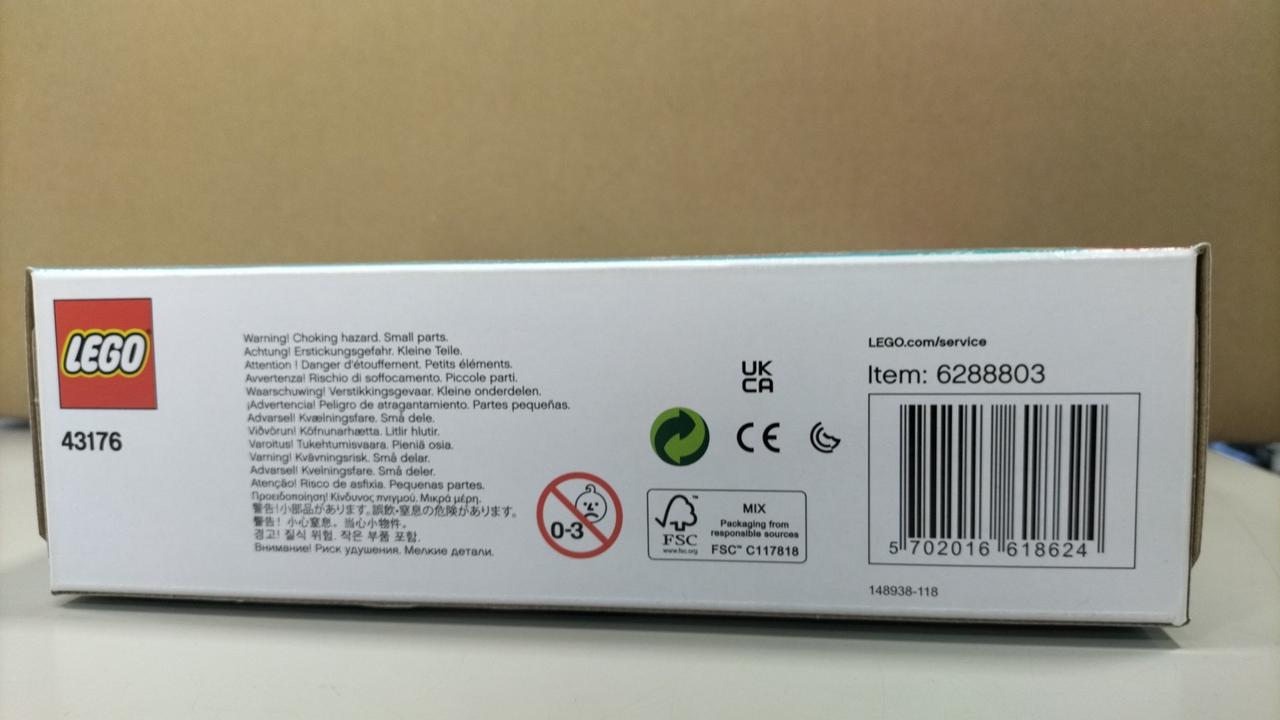 LEGO
43176
Warning! Choking hazard. Small parts.
Achtung! Erstickungsgefahr. Kleine Teile.
Attention ! Danger d'étouffement. Petits éléments.
Avvertenza! Rischio di soffocamento. Piccole parti.
Waarschuwing! Verstikkingsgevaar. Kleine onderdelen.
¡Advertencia! Peligro de atragantamiento. Partes pequeñas.
Advarsel! Kvælningsfare. Små dele.
Viðvörun! Köfnunarhætta. Litlir hlutir.
Varoitus! Tukehtumisvaara. Pieniä osia.
Varning! Kvävningsrisk. Små delar.
Advarsel! Kvelningsfare. Små deler.
Atenção! Risco de asfixia. Pequenas partes.
Προειδοποίηση! Κίνδυνος πνιγμού. Μικρά μέρη.
警告!小部品があります。誤飲・窒息の危険があります。
警告! 小心窒息。当心小物件。
경고! 질식 위험. 작은 부품 포함.
Внимание! Риск удушения. Мелкие детали.
0-3
UK
CA
CE
FSC™
www.fsc.org
MIX
Packaging from
responsible sources
FSC™ C117818
LEGO.com/service
Item: 6288803
5 702016 618624
148938-118